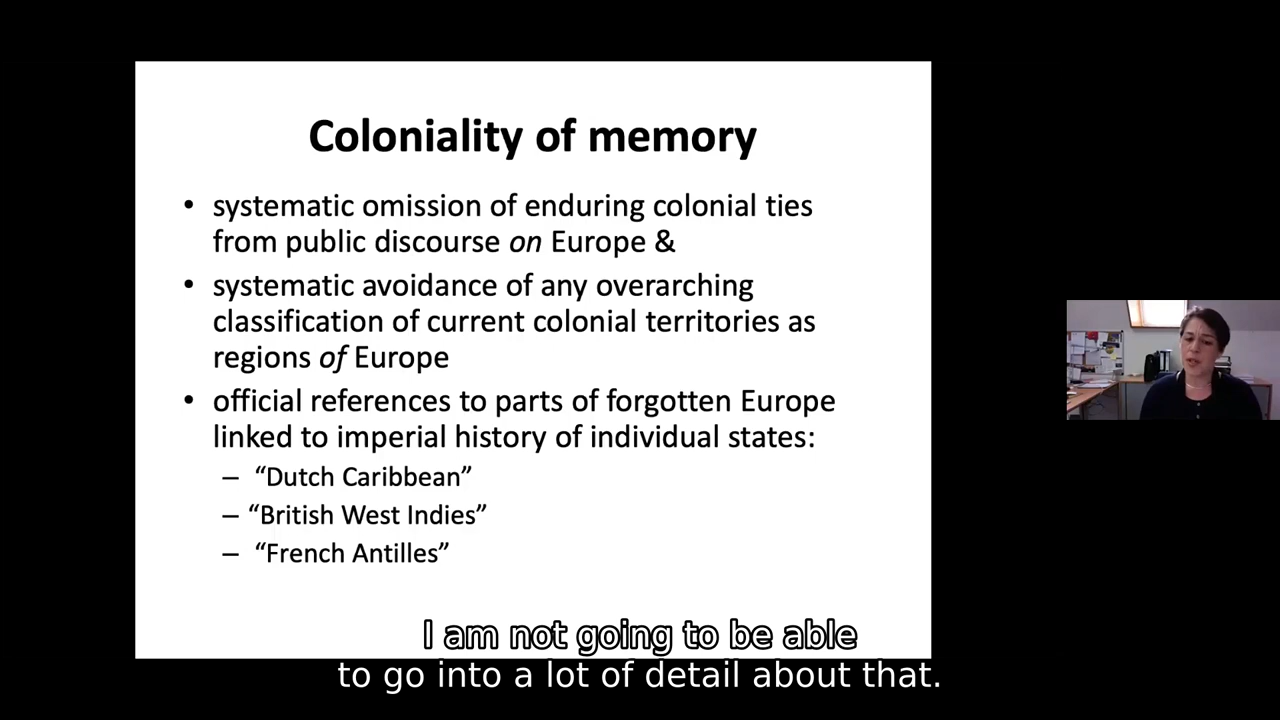 Coloniality of memory
• systematic omission of enduring colonial ties
from public discourse on Europe &
• systematic avoidance of any overarching
classification of current colonial territories as
regions of Europe
• official references to parts of forgotten Europe
linked to imperial history of individual states:
– “Dutch Caribbean”
– “British West Indies”
– “French Antilles”
I am not going to be able
to go into a lot of detail about that.